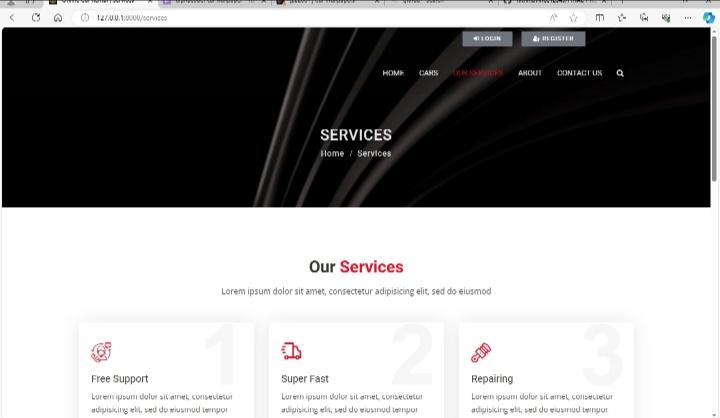 127.0.0.1:8000/services
LOGIN
REGISTER
HOME
CARS
OUR SERVICES
ABOUT
CONTACT US
SERVICES
Home / Services
Our Services
Lorem ipsum dolor sit amet, consectetur adipisicing elit, sed do eiusmod
1
Free Support
Lorem ipsum dolor sit amet, consectetur
adipisicing elit, sed do eiusmod tempor
2
Super Fast
Lorem ipsum dolor sit amet, consectetur
adipisicing elit, sed do eiusmod tempor
3
Repairing
Lorem ipsum dolor sit amet, consectetur
adipisicing elit, sed do eiusmod tempor